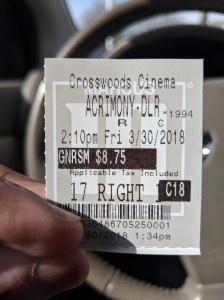 Crosswoods Cinema
ACRIMONY-DLR
-1994
R C
2:10pm Fri 3/30/2018
GNRSM $8.75
Applicable Tax Included
17 RIGHT
C18
36486705250001
30/2018 1:34pm